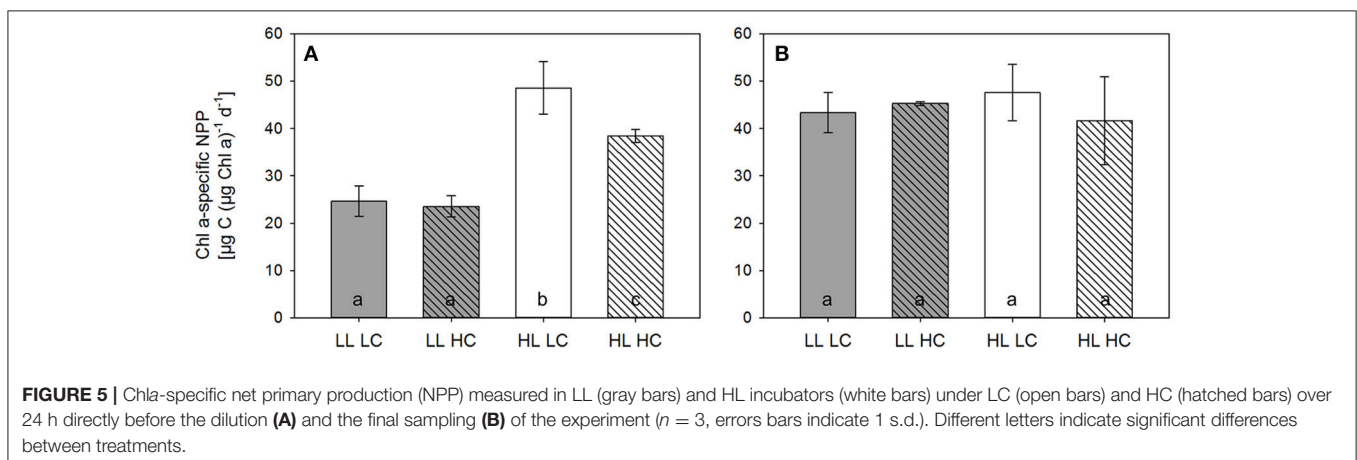 60
50
40
30
20
10
0
A
Chl a-specific NPP
[µg C (µg Chl a)⁻¹ d⁻¹]
a
a
b
c
LL LC
LL HC
HL LC
HL HC
60
50
40
30
20
10
0
B
a
a
a
a
LL LC
LL HC
HL LC
HL HC
FIGURE 5 | Chla-specific net primary production (NPP) measured in LL (gray bars) and HL incubators (white bars) under LC (open bars) and HC (hatched bars) over
24 h directly before the dilution (A) and the final sampling (B) of the experiment (n = 3, errors bars indicate 1 s.d.). Different letters indicate significant differences
between treatments.